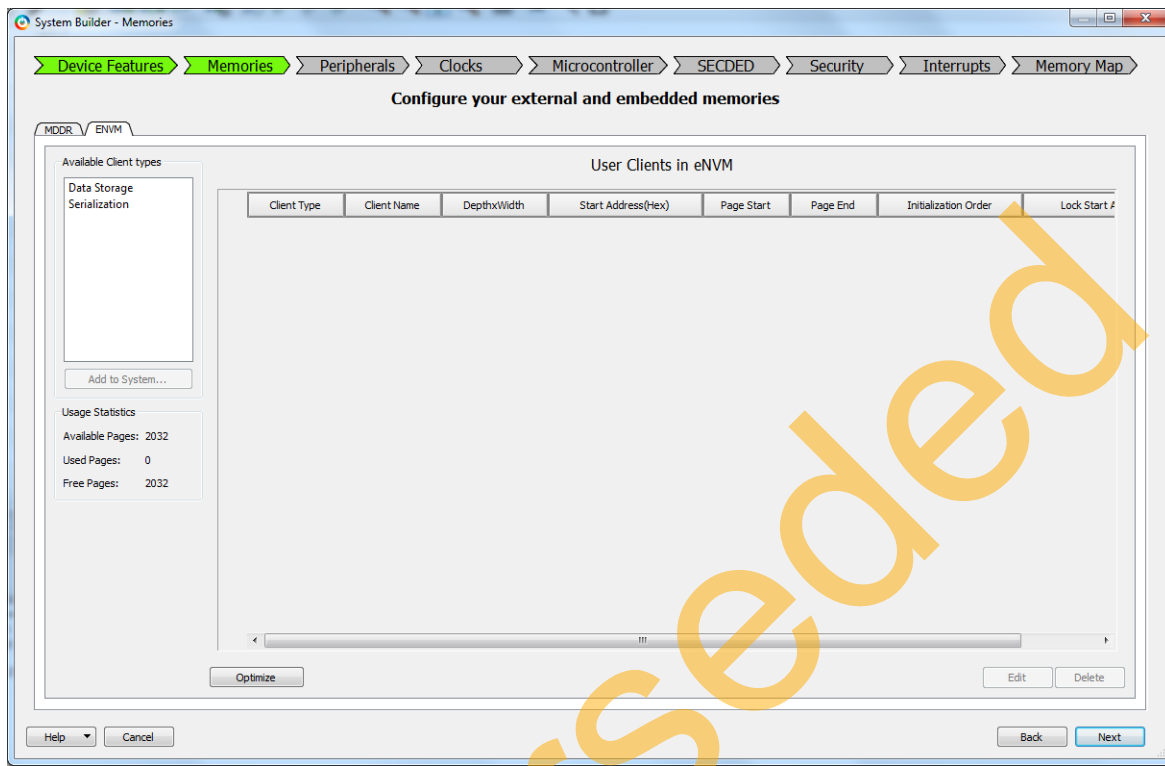 System Builder - Memories
Device Features Memories Peripherals Clocks Microcontroller SECDED Security Interrupts Memory Map
Configure your external and embedded memories
MDDR ENVM
Available Client types
User Clients in eNVM
Data Storage
Serialization
Client Type Client Name DepthxWidth Start Address(Hex) Page Start Page End Initialization Order Lock Start A
Add to System...
Usage Statistics
Available Pages: 2032
Used Pages: 0
Free Pages: 2032
Optimize Edit Delete
Help Cancel Back Next
sseded